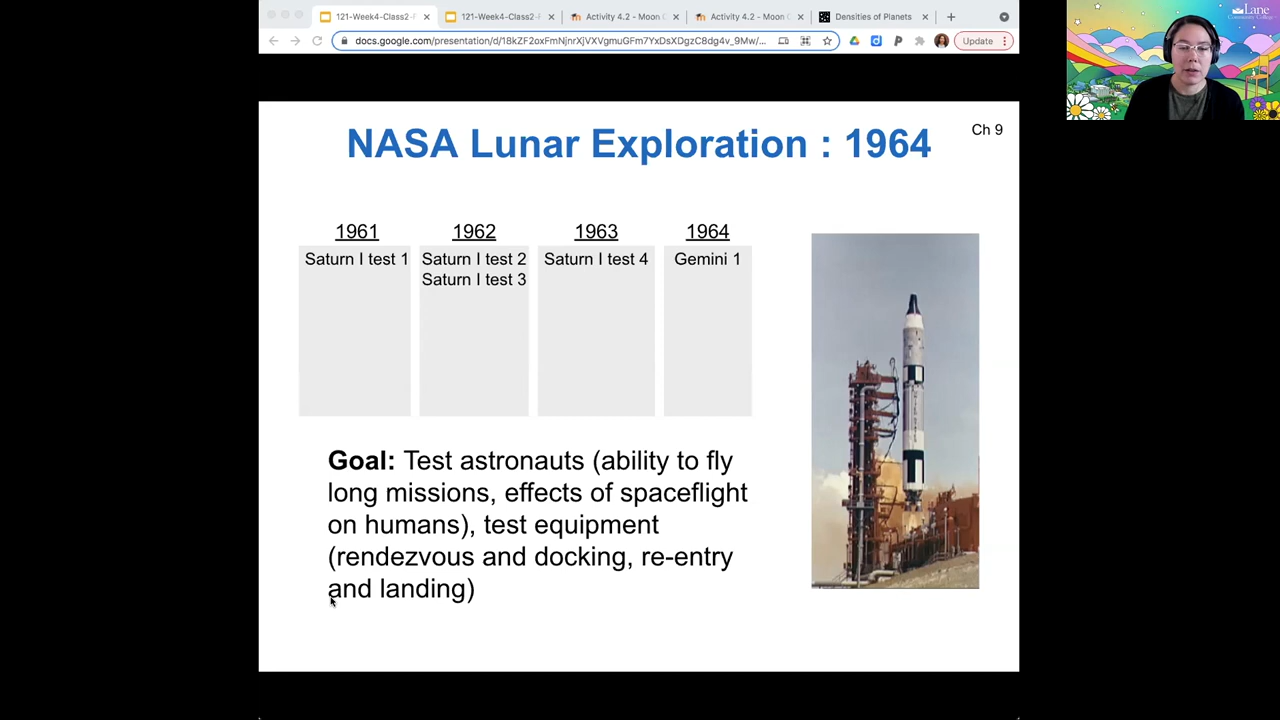 121-Week4-Class2 -F
121-Week4-Class2-F
Activity 4.2 - Moon C
Activity 4.2 - Moon C
Densities of Planets
docs.google.com/presentation/d/18kZF2oxFmNjnrXjVXVgmuGFm7YxDsXDgzC8dg4v_9Mw/...
Update
Lane
Community College
NASA Lunar Exploration : 1964
Ch 9
1961
Saturn I test 1
1962
Saturn I test 2
Saturn I test 3
1963
Saturn I test 4
1964
Gemini 1
Goal: Test astronauts (ability to fly
long missions, effects of spaceflight
on humans), test equipment
(rendezvous and docking, re-entry
and landing)